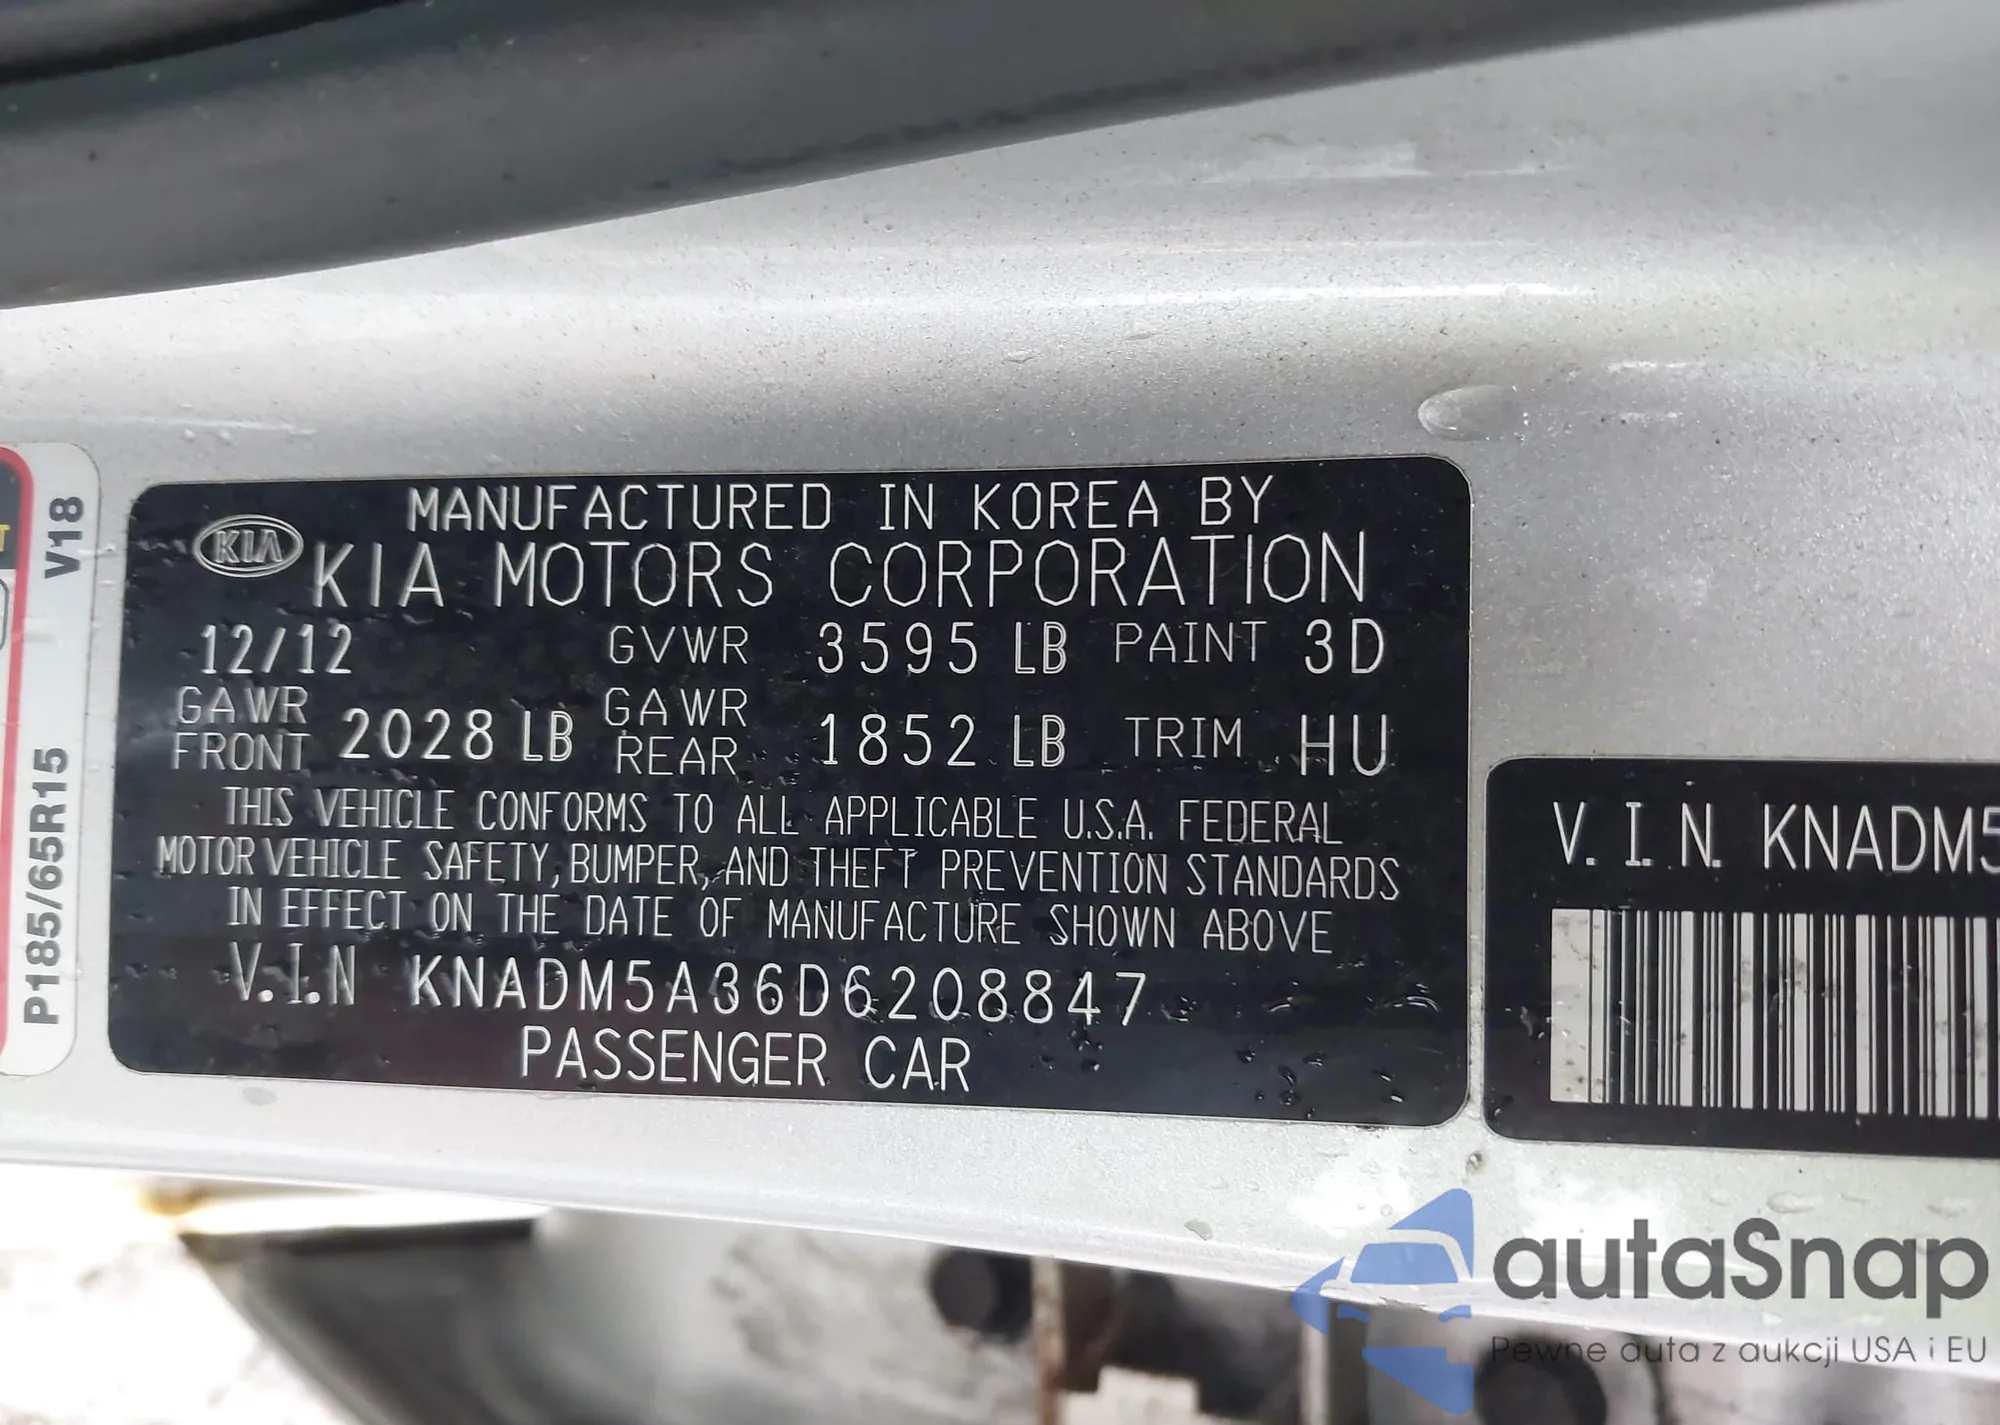 MANUFACTURED IN KOREA BY
KIA
KIA MOTORS CORPORATION
12/12 GVWR 3595 LB PAINT 3D
GAWR FRONT 2028 LB GAWR REAR 1852 LB TRIM HU
THIS VEHICLE CONFORMS TO ALL APPLICABLE U.S.A. FEDERAL
MOTOR VEHICLE SAFETY, BUMPER, AND THEFT PREVENTION STANDARDS
IN EFFECT ON THE DATE OF MANUFACTURE SHOWN ABOVE
V.I.N KNADM5A36D6208847
PASSENGER CAR
V.I.N. KNADM5
P185/65R15 V18
T
autoSnap
Pewne auta z aukcji USA i EU